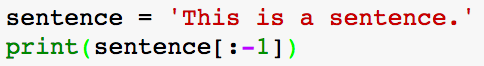 sentence = 'This is a sentence.'
print(sentence[:-1])